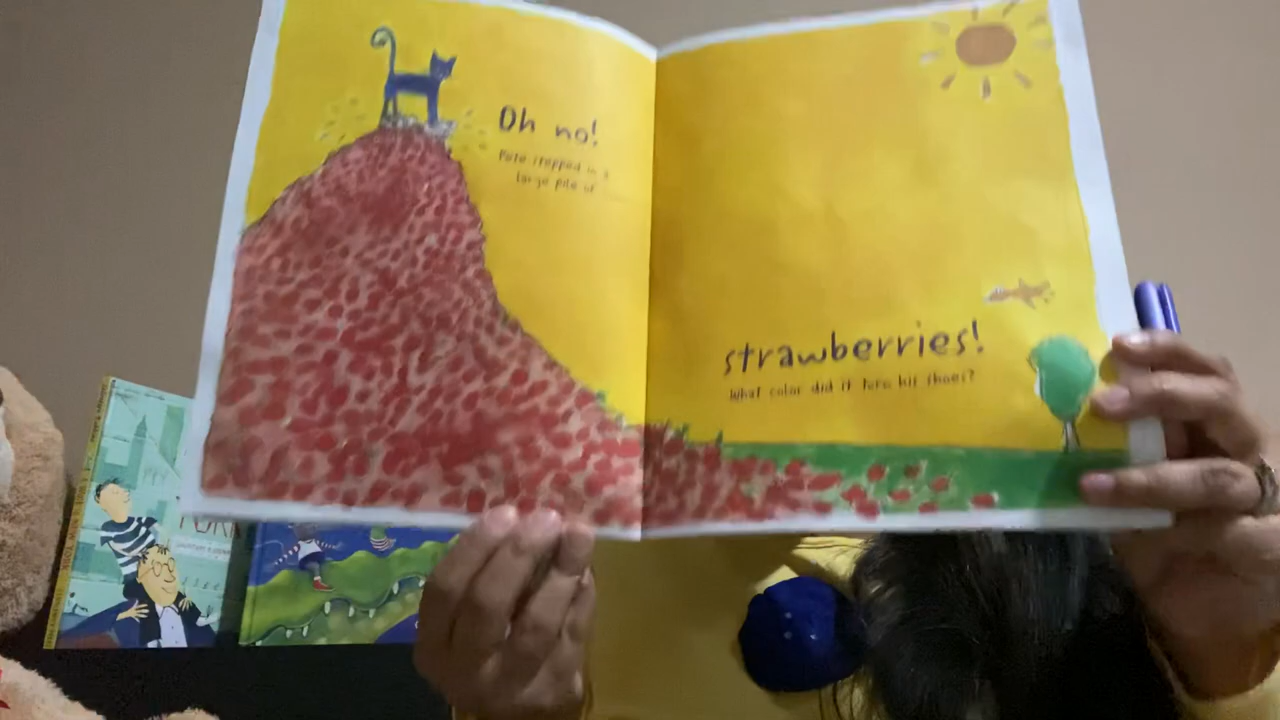 Oh no!
Pete stepped in a
large pile of
strawberries!
What color did it turn his shoes?